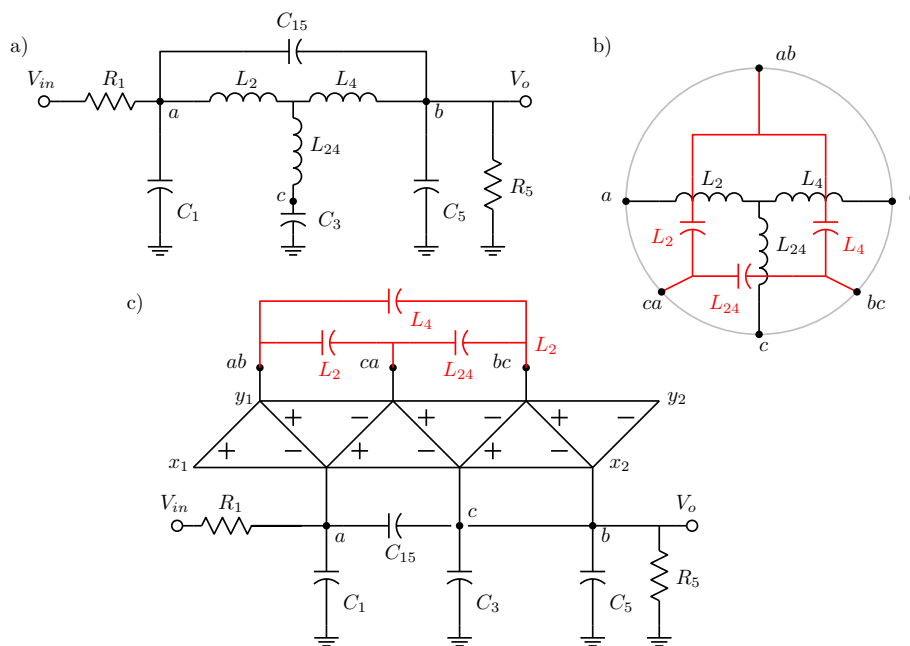 a)
C15
Vin R1 L2 L4 Vo
a b
L24
c
C1 C3 C5 R5
b)
ab
a L2 L4
L2 L24 L4
ca L24 bc
c
c)
L4
L2 L24 L2
ab ca bc
y1 + − + − + − y2
x1 + − + − + − x2
Vin R1 c Vo
a C15 b
C1 C3 C5 R5